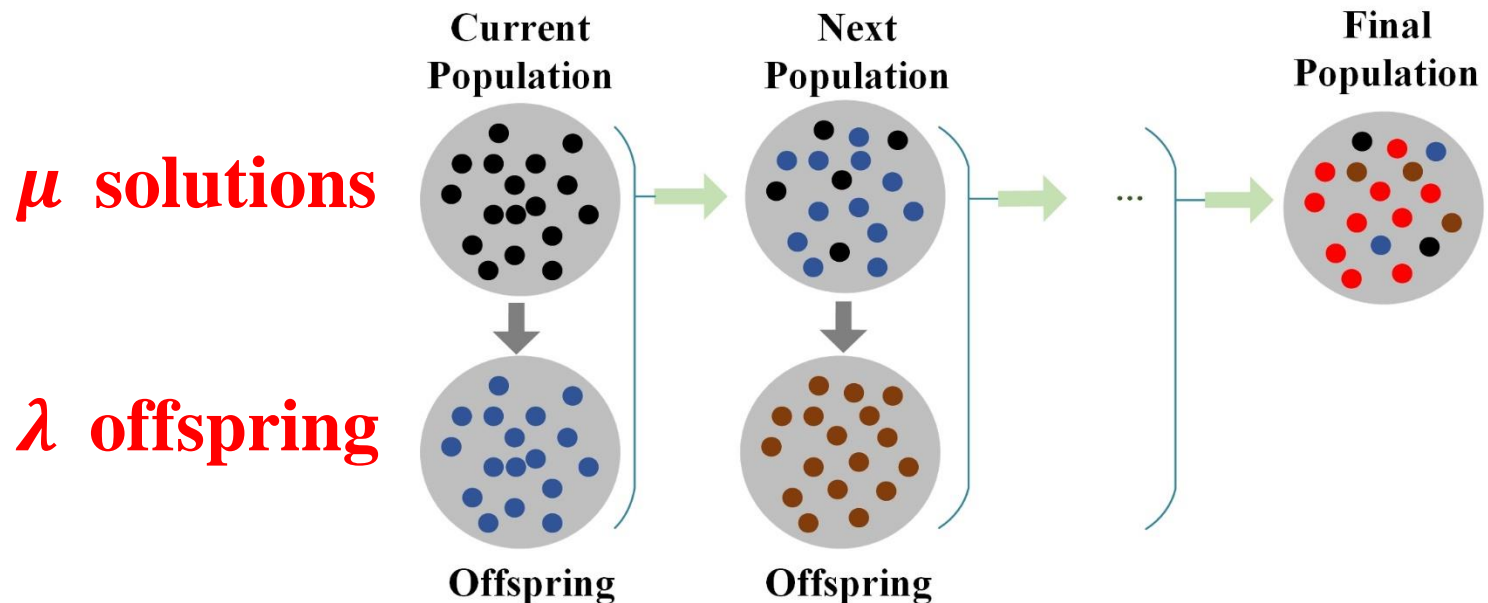 Current
Population
Next
Population
Final
Population
μ solutions
...
λ offspring
Offspring
Offspring